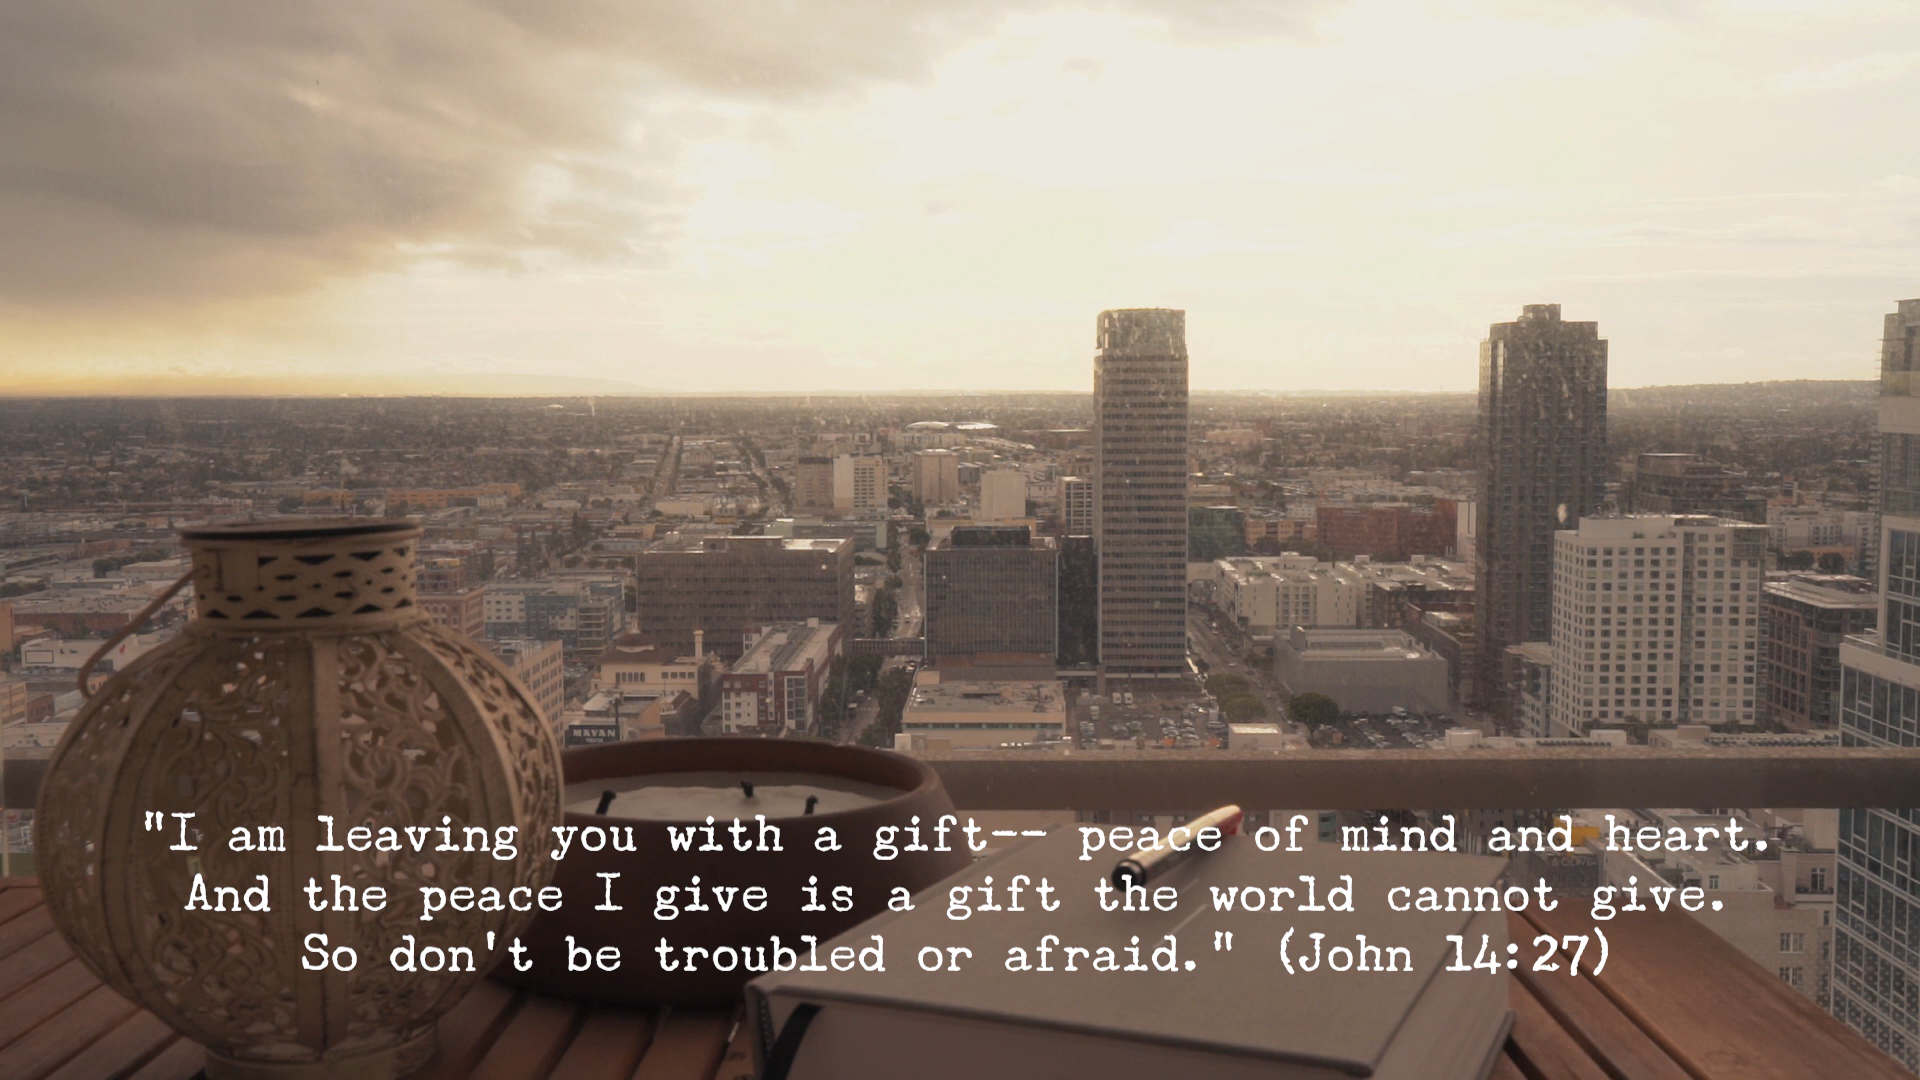 MAYAN
"I am leaving you with a gift-- peace of mind and heart.
And the peace I give is a gift the world cannot give.
So don't be troubled or afraid." (John 14:27)